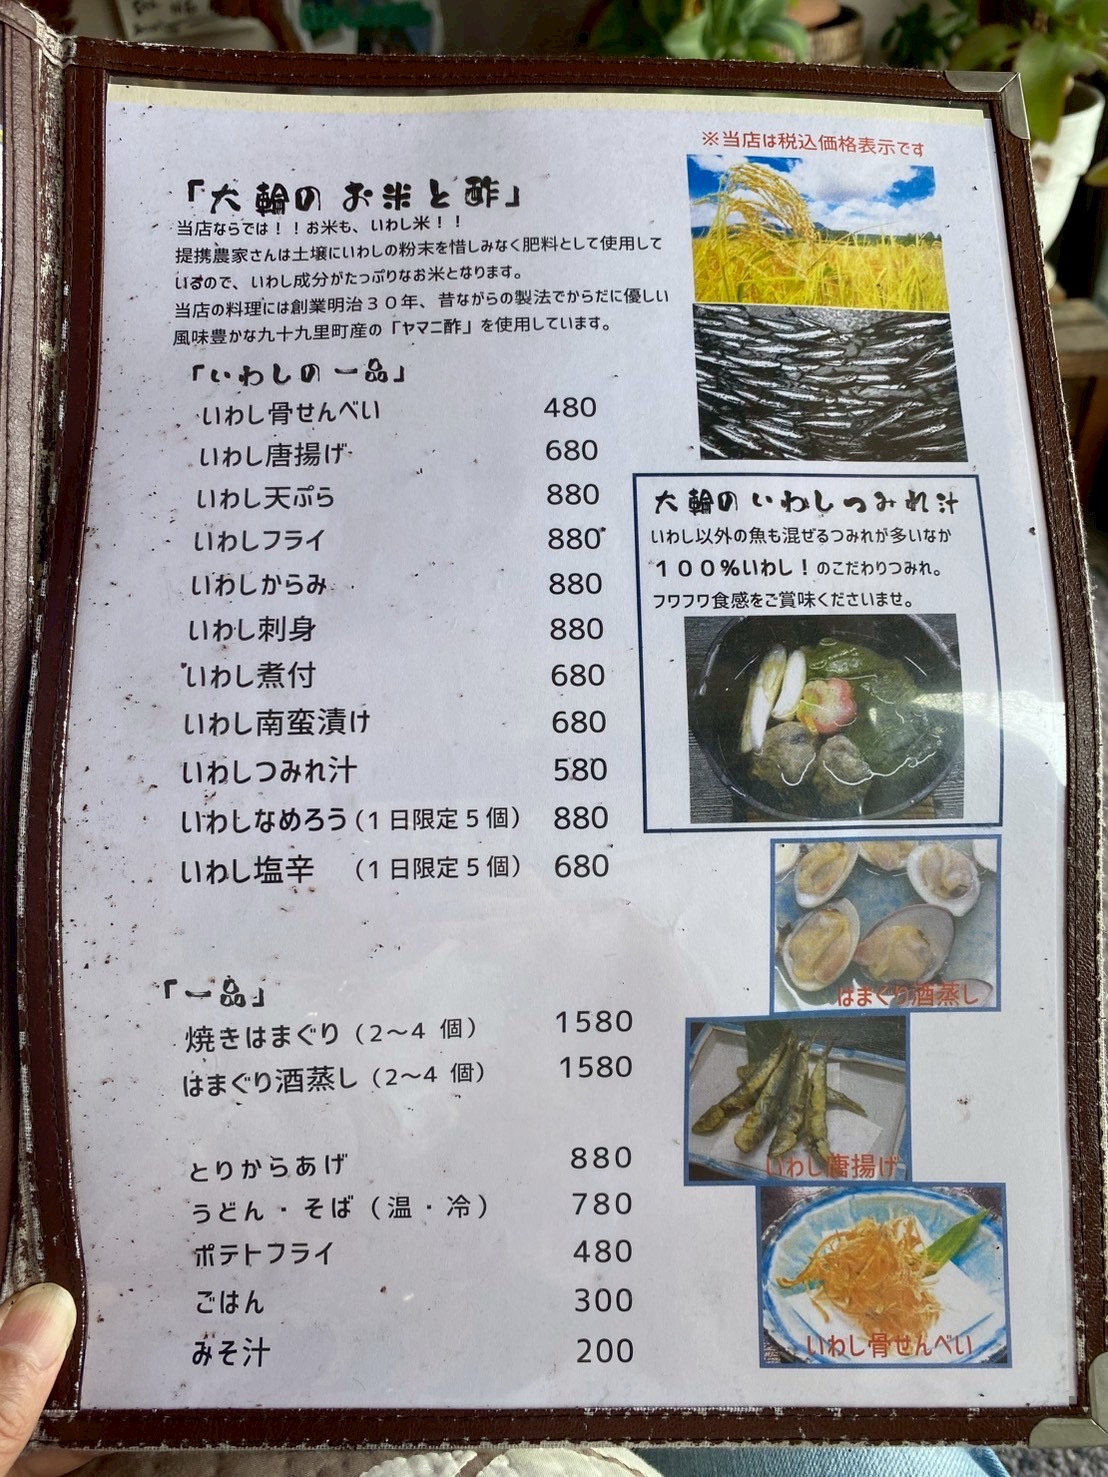 ※当店は税込価格表示です
「大輪の お米と酢」
当店ならでは！！お米も、いわし米！！
提携農家さんは土壌にいわしの粉末を惜しみなく肥料として使用して
いるので、いわし成分がたっぷりなお米となります。
当店の料理には創業明治３０年、昔ながらの製法でからだに優しい
風味豊かな九十九里町産の「ヤマニ酢」を使用しています。
「いわしの一品」
いわし骨せんべい 480
いわし唐揚げ 680
いわし天ぷら 880
いわしフライ 880
いわしからみ 880
いわし刺身 880
いわし煮付 680
いわし南蛮漬け 680
いわしつみれ汁 580
いわしなめろう（1日限定5個） 880
いわし塩辛 （1日限定5個） 680
大輪のいわしつみれ汁
いわし以外の魚も混ぜるつみれが多いなか
１００％いわし！のこだわりつみれ。
フワフワ食感をご賞味くださいませ。
はまぐり酒蒸し
いわし唐揚げ
いわし骨せんべい
「一品」
焼きはまぐり（2〜4 個） 1580
はまぐり酒蒸し（2〜4 個） 1580
とりからあげ 880
うどん・そば（温・冷） 780
ポテトフライ 480
ごはん 300
みそ汁 200